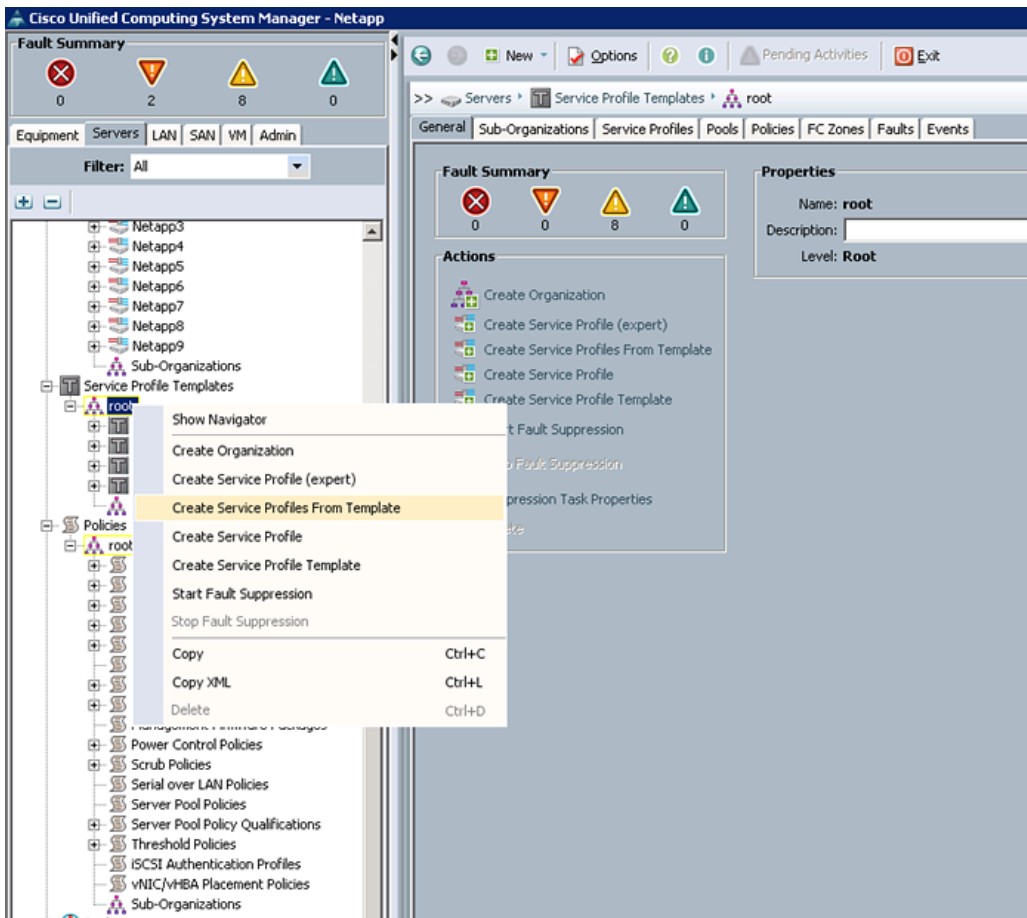 Cisco Unified Computing System Manager - Netapp
Fault Summary
0 2 8 0
Equipment Servers LAN SAN VM Admin
Filter: All
Netapp3
Netapp4
Netapp5
Netapp6
Netapp7
Netapp8
Netapp9
Sub-Organizations
Service Profile Templates
root
Policies
root
Power Control Policies
Scrub Policies
Serial over LAN Policies
Server Pool Policies
Server Pool Policy Qualifications
Threshold Policies
iSCSI Authentication Profiles
vNIC/vHBA Placement Policies
Sub-Organizations
Show Navigator
Create Organization
Create Service Profile (expert)
Create Service Profiles From Template
Create Service Profile
Create Service Profile Template
Start Fault Suppression
Stop Fault Suppression
Copy Ctrl+C
Copy XML Ctrl+L
Delete Ctrl+D
New Options Pending Activities Exit
>> Servers Service Profile Templates root
General Sub-Organizations Service Profiles Pools Policies FC Zones Faults Events
Fault Summary
0 0 8 0
Actions
Create Organization
Create Service Profile (expert)
Create Service Profiles From Template
Create Service Profile
Create Service Profile Template
t Fault Suppression
Fault Suppression
pression Task Properties
Properties
Name: root
Description:
Level: Root